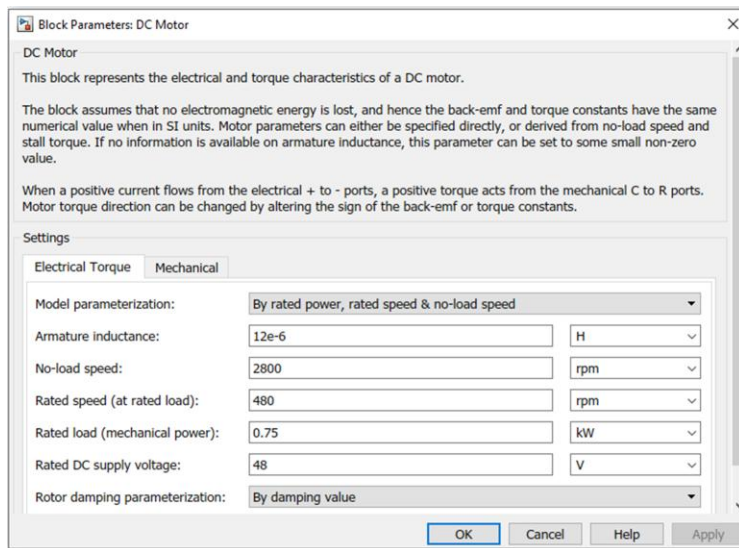 Block Parameters: DC Motor
DC Motor
This block represents the electrical and torque characteristics of a DC motor.
The block assumes that no electromagnetic energy is lost, and hence the back-emf and torque constants have the same
numerical value when in SI units. Motor parameters can either be specified directly, or derived from no-load speed and
stall torque. If no information is available on armature inductance, this parameter can be set to some small non-zero
value.
When a positive current flows from the electrical + to - ports, a positive torque acts from the mechanical C to R ports.
Motor torque direction can be changed by altering the sign of the back-emf or torque constants.
Settings
Electrical Torque Mechanical
Model parameterization: By rated power, rated speed & no-load speed
Armature inductance: 12e-6 H
No-load speed: 2800 rpm
Rated speed (at rated load): 480 rpm
Rated load (mechanical power): 0.75 kW
Rated DC supply voltage: 48 V
Rotor damping parameterization: By damping value
OK Cancel Help Apply